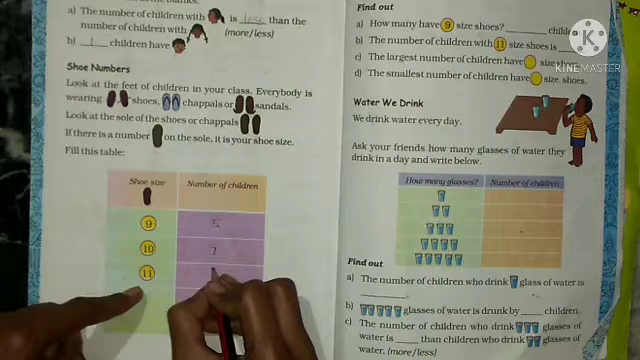 a) The number of children with is less than the
number of children with (more/less)
b) 1 children have
Shoe Numbers
Look at the feet of children in your class. Everybody is
wearing shoes, chappals or sandals.
Look at the sole of the shoes or chappals
If there is a number on the sole, it is your shoe size.
Fill this table:
Shoe size Number of children
9 5
10 7
11
Find out
a) How many have 9 size shoes? children
b) The number of children with 11 size shoes is
c) The largest number of children have size shoes.
d) The smallest number of children have size shoes.
Water We Drink
We drink water every day.
Ask your friends how many glasses of water they
drink in a day and write below.
How many glasses? Number of children
Find out
a) The number of children who drink glass of water is
b) glasses of water is drunk by children.
c) The number of children who drink glasses of
water is than children who drink glasses of
water. (more/less)
K
KINEMASTER